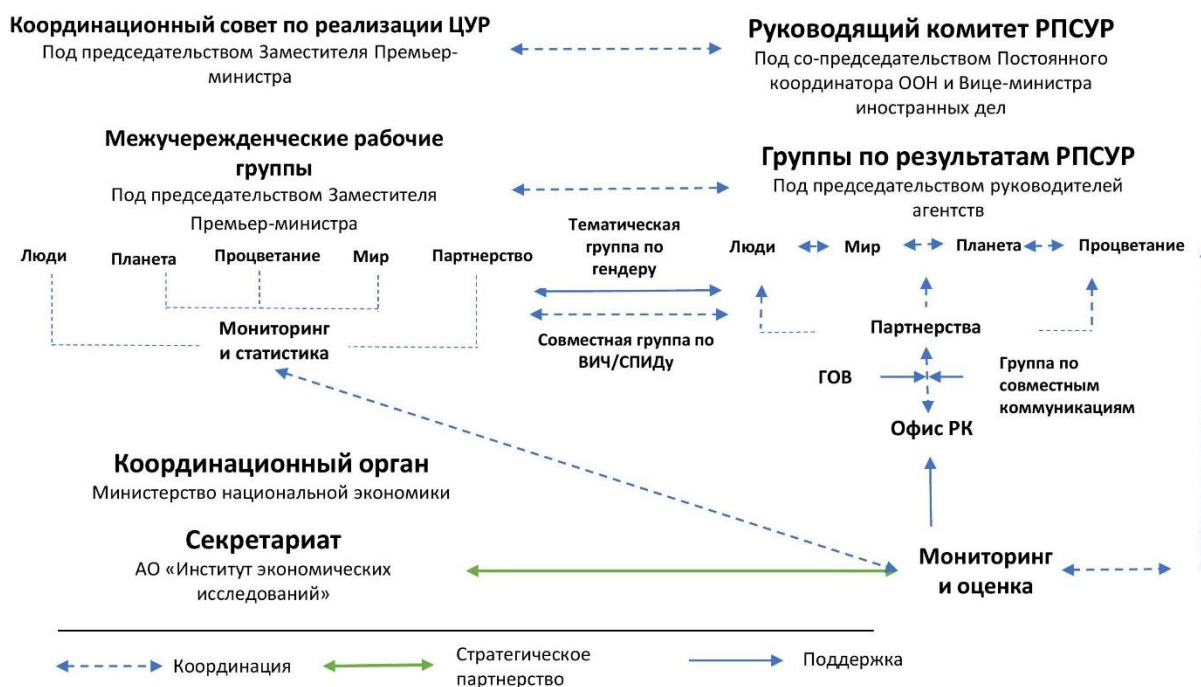 Координационный совет по реализации ЦУР
Под председательством Заместителя Премьер-
министра
Руководящий комитет РПСУР
Под со-председательством Постоянного
координатора ООН и Вице-министра
иностранных дел
Межучережденческие рабочие
группы
Под председательством Заместителя
Премьер-министра
Группы по результатам РПСУР
Под председательством руководителей
агентств
Люди
Планета
Процветание
Мир
Партнерство
Тематическая
группа по
гендеру
Люди
Мир
Планета
Процветание
Мониторинг
и статистика
Совместная группа по
ВИЧ/СПИДу
Партнерства
ГОВ
Группа по
совместным
коммуникациям
Офис РК
Координационный орган
Министерство национальной экономики
Секретариат
АО «Институт экономических
исследований»
Мониторинг
и оценка
Координация
Стратегическое
партнерство
Поддержка